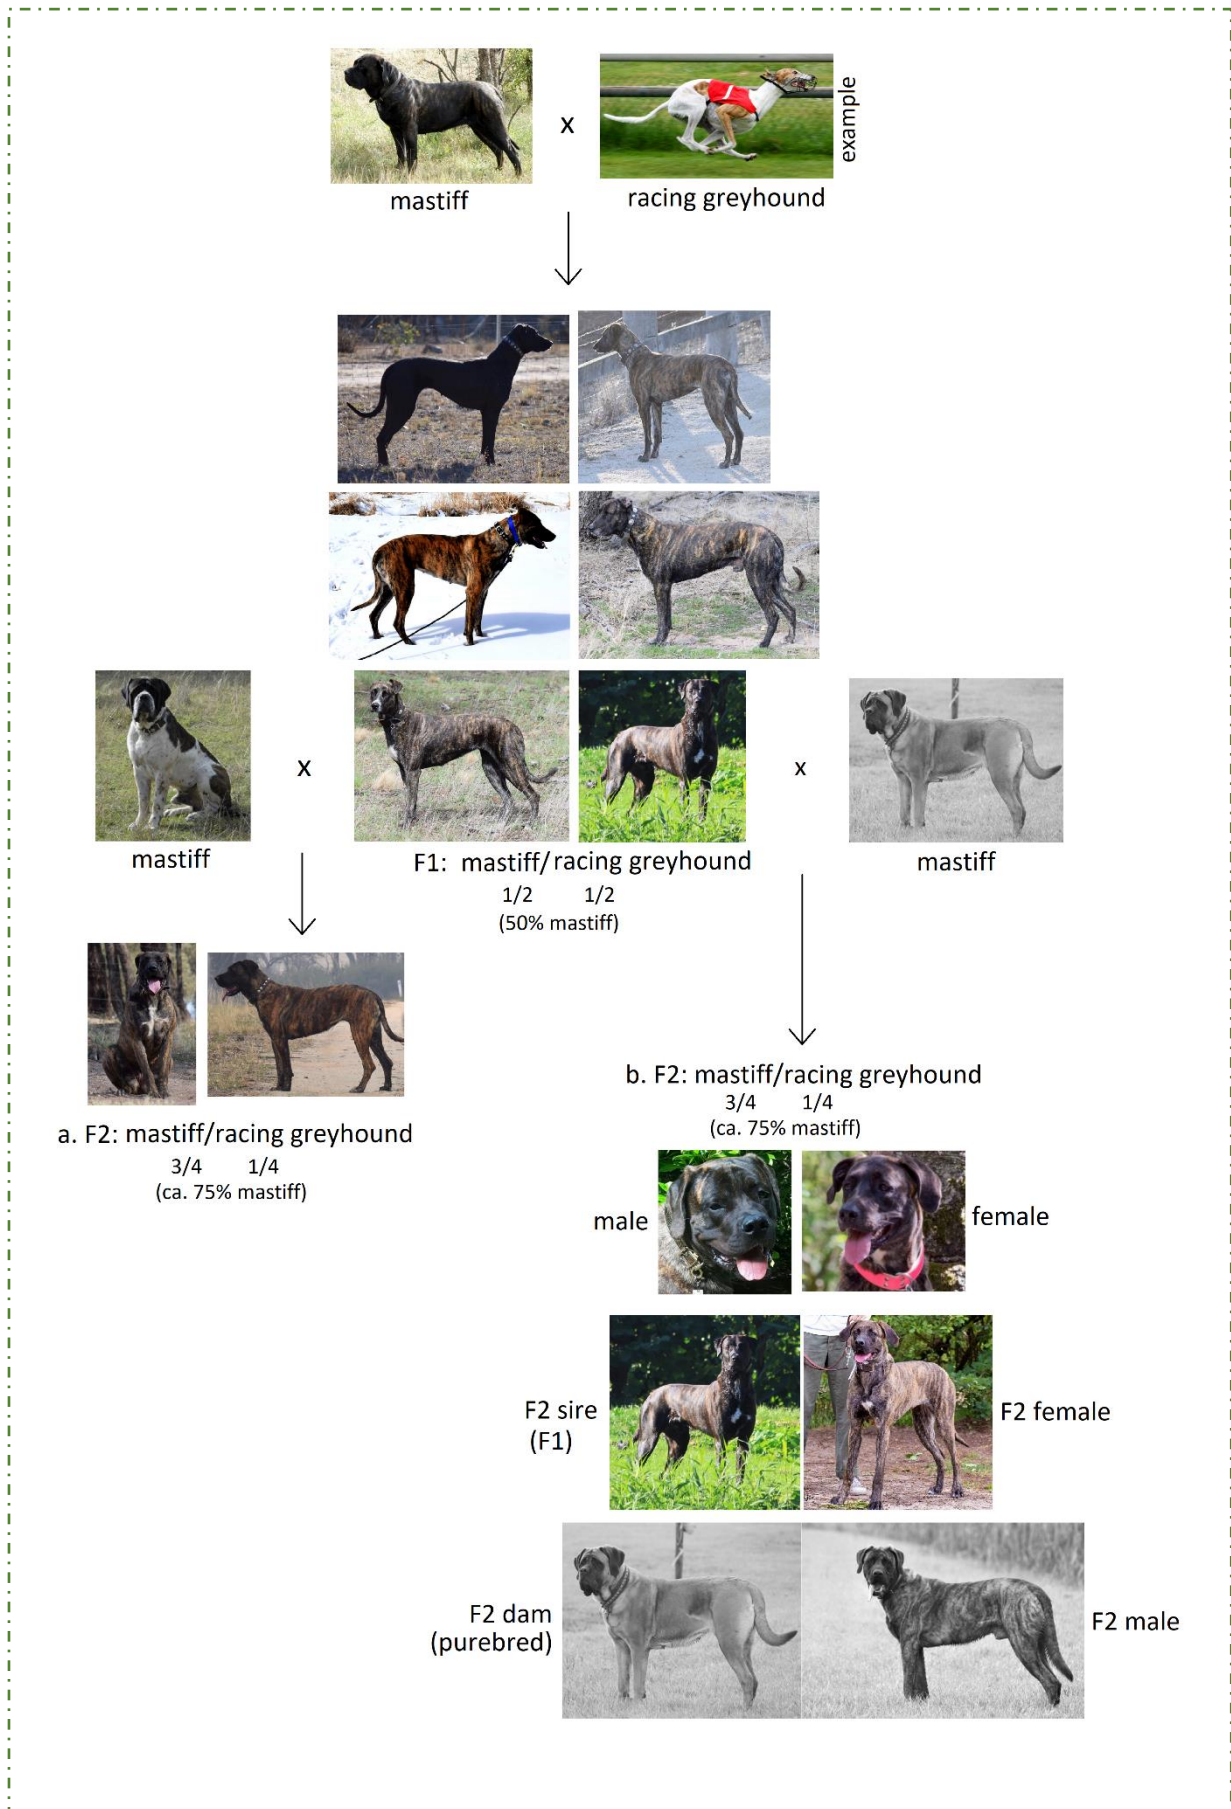 x
example
mastiff
racing greyhound
x
x
mastiff
F1: mastiff/racing greyhound
1/2 1/2
(50% mastiff)
mastiff
a. F2: mastiff/racing greyhound
3/4 1/4
(ca. 75% mastiff)
b. F2: mastiff/racing greyhound
3/4 1/4
(ca. 75% mastiff)
male
female
F2 sire
(F1)
F2 female
F2 dam
(purebred)
F2 male